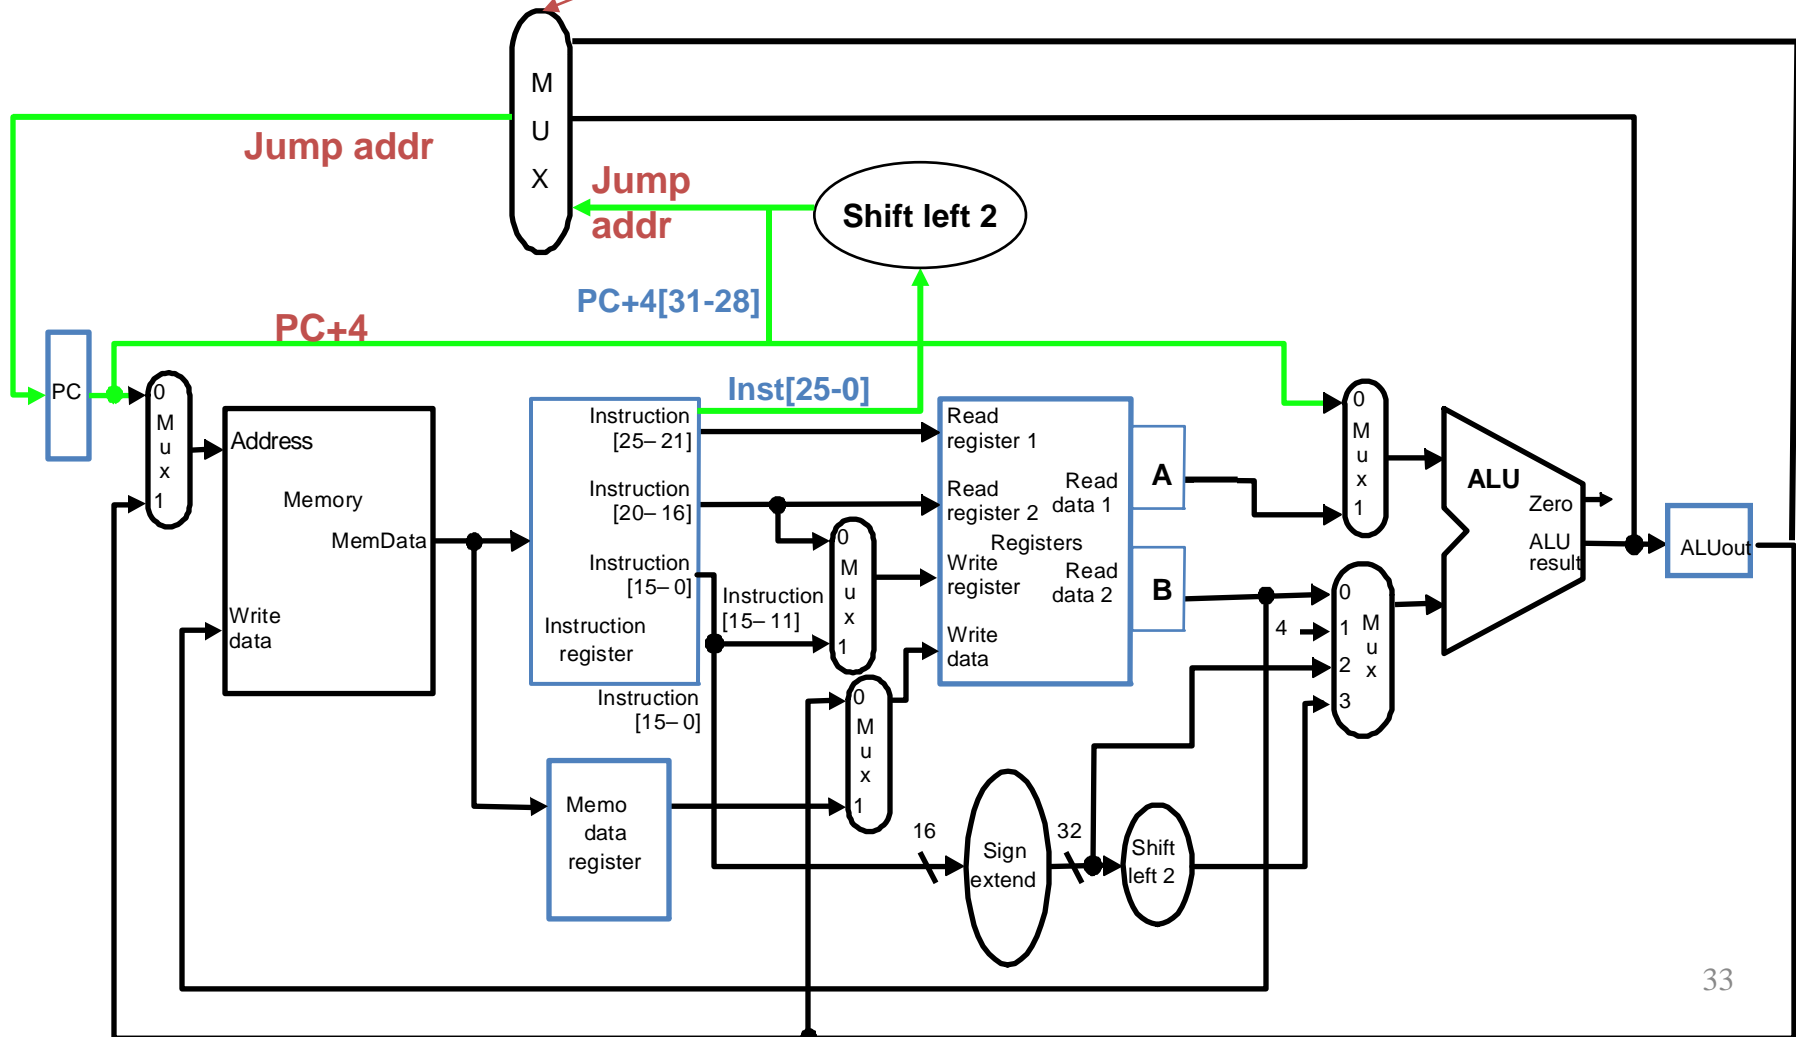 M
U
X
Jump addr
Jump
addr
Shift left 2
PC+4[31-28]
PC+4
PC
0
M
u
x
1
Address
Memory
MemData
Write
data
Inst[25-0]
Instruction
[25– 21]
Instruction
[20– 16]
Instruction
[15– 0]
Instruction
register
Instruction
[15– 0]
Instruction
[15– 11]
0
M
u
x
1
Read
register 1
Read
register 2
Registers
Write
register
Write
data
Read
data 1
Read
data 2
A
B
0
M
u
x
1
Memo
data
register
16
Sign
extend
32
Shift
left 2
0
M
u
x
1
4
0
1
2
3
M
u
x
ALU
Zero
ALU
result
ALUout
33